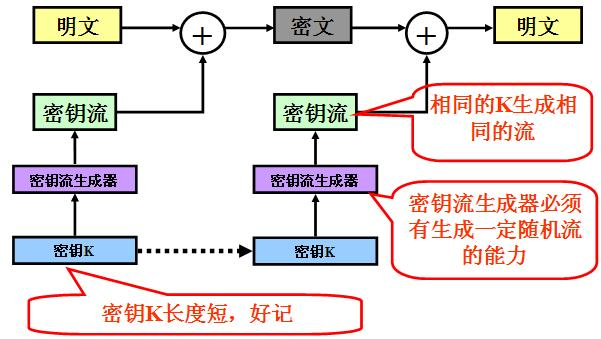 明文
密文
明文
密钥流
密钥流
相同的K生成相
同的流
密钥流生成器
密钥流生成器
密钥流生成器必须
有生成一定随机流
的能力
密钥K
密钥K
密钥K长度短，好记